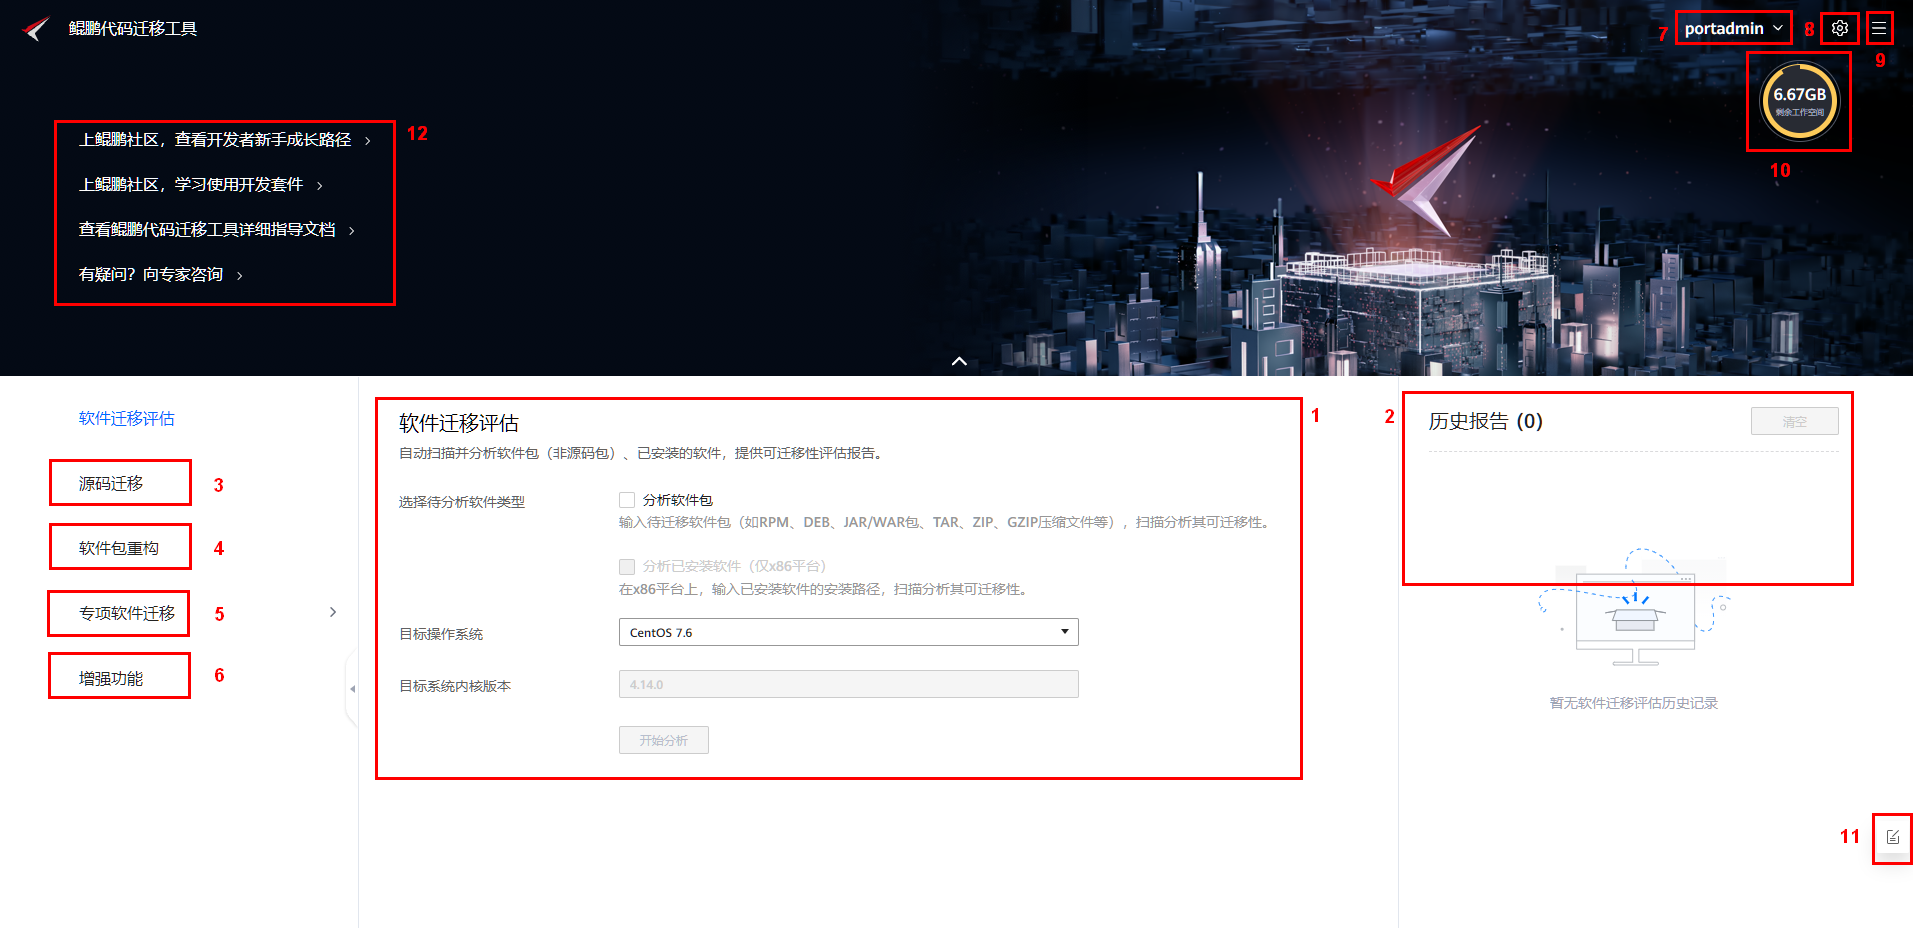 鲲鹏代码迁移工具
7
portadmin
8
9
6.67GB
剩余工作空间
10
上鲲鹏社区，查看开发者新手成长路径
12
上鲲鹏社区，学习使用开发套件
查看鲲鹏代码迁移工具详细指导文档
有疑问？向专家咨询
软件迁移评估
源码迁移
3
软件包重构
4
专项软件迁移
5
增强功能
6
软件迁移评估
1
自动扫描并分析软件包（非源码包）、已安装的软件，提供可迁移性评估报告。
选择待分析软件类型
分析软件包
输入待迁移软件包（如RPM、DEB、JAR/WAR包、TAR、ZIP、GZIP压缩文件等），扫描分析其可迁移性。
分析已安装软件（仅x86平台）
在x86平台上，输入已安装软件的安装路径，扫描分析其可迁移性。
目标操作系统
CentOS 7.6
目标系统内核版本
4.14.0
开始分析
2
历史报告 (0)
清空
暂无软件迁移评估历史记录
11